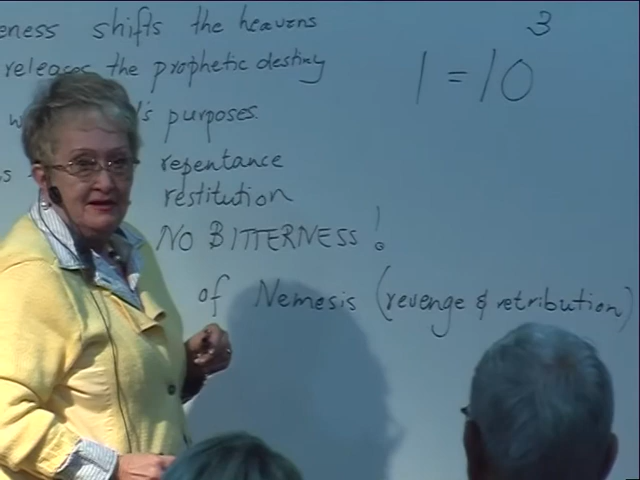 eness shifts the heavens
releases the prophetic destiny
's purposes.
repentance
restitution
NO BITTERNESS!
of Nemesis (revenge & retribution)
3
1 = 10